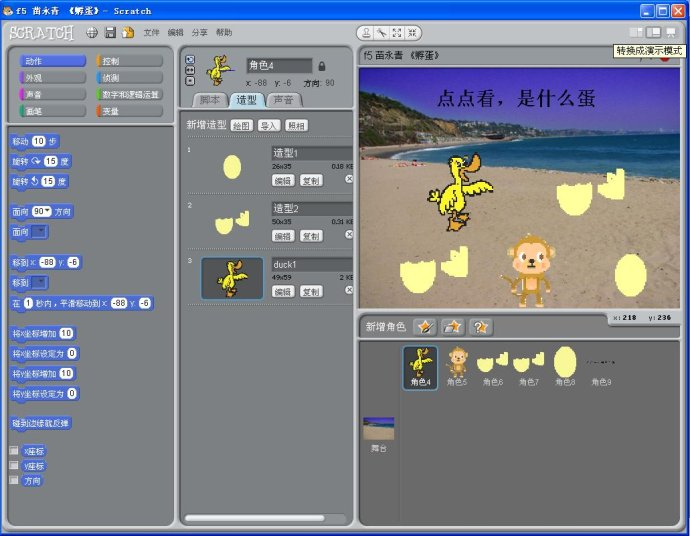 f5 苗永青 《孵蛋》- Scratch
SCRATCH 文件 编辑 分享 帮助
转换成演示模式
动作 控制
外观 侦测
声音 数字和逻辑运算
画笔 变量
移动 10 步
旋转 15 度
旋转 15 度
面向 90 方向
面向
移到 x: -88 y: -6
移到
在 1 秒内,平滑移动到 x: -88 y: -6
将x坐标增加 10
将x坐标设定为 0
将y坐标增加 10
将y坐标设定为 0
碰到边缘就反弹
x座标
y座标
方向
角色4
x: -88 y: -6 方向: 90
脚本 造型 声音
新增造型 绘图 导入 照相
1 造型1
26x35 0.18 KB
编辑 复制
2 造型2
50x35 0.31 KB
编辑 复制
3 duck1
49x59 2 KB
编辑 复制
f5 苗永青 《孵蛋》
点点看，是什么蛋
x: 218 y: 236
新增角色
角色4 角色5 角色6 角色7 角色8 角色9
舞台